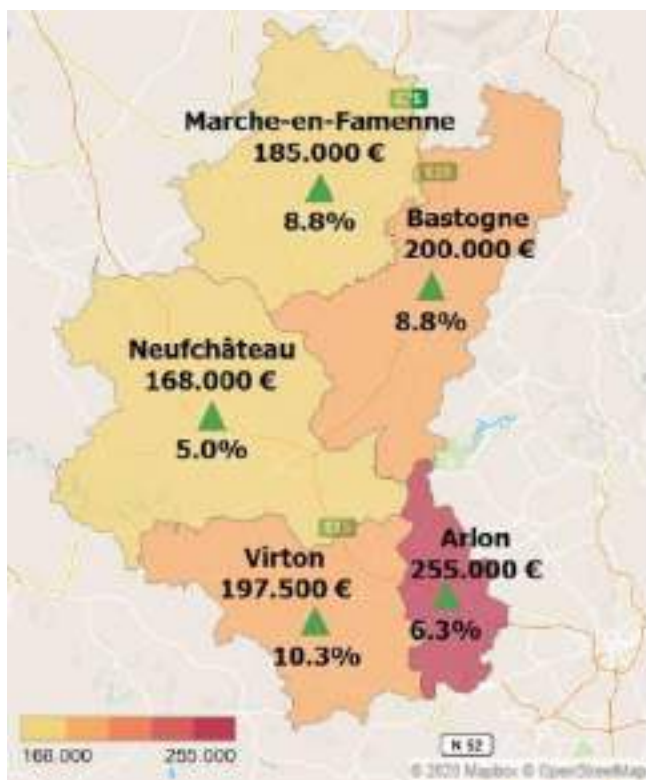 Marche-en-Famenne
185.000 €
8.8%
Bastogne
200.000 €
8.8%
Neufchâteau
168.000 €
5.0%
Virton
197.500 €
10.3%
Arlon
255.000 €
6.3%
168.000
255.000
N 52
© 2020 Mapbox © OpenStreetMap